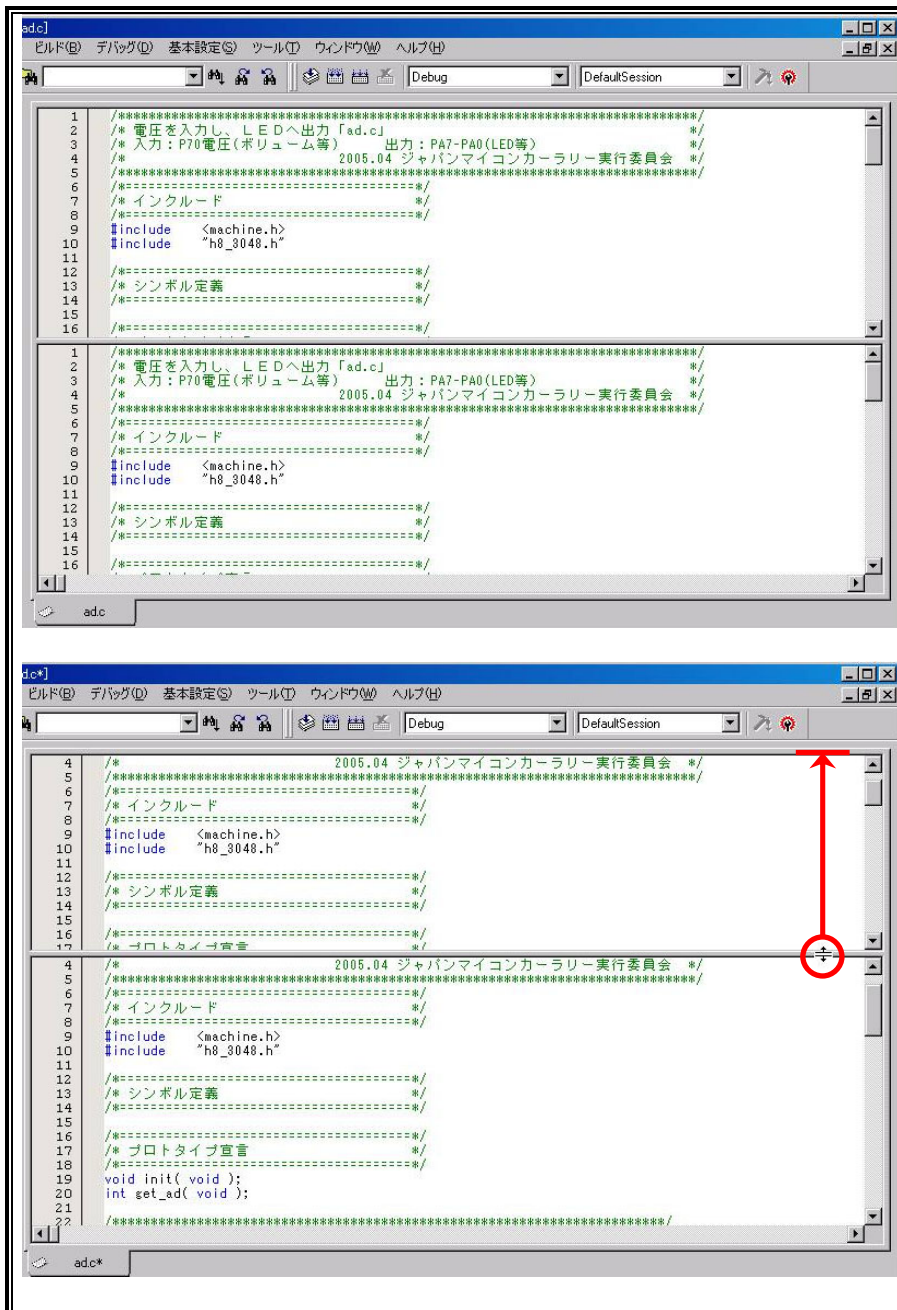 ad.c]
ビルド(B) デバッグ(D) 基本設定(S) ツール(T) ウィンドウ(W) ヘルプ(H)
Debug DefaultSession
1 /****************************************************************************/
2 /* 電圧を入力し、ＬＥＤへ出力「ad.c」 */
3 /* 入力：P70電圧(ボリューム等) 出力：PA7-PA0(LED等) */
4 /* 2005.04 ジャパンマイコンカーラリー実行委員会 */
5 /****************************************************************************/
6 /*======================================*/
7 /* インクルード */
8 /*======================================*/
9 #include <machine.h>
10 #include "h8_3048.h"
11
12 /*======================================*/
13 /* シンボル定義 */
14 /*======================================*/
15
16 /*======================================*/
1 /****************************************************************************/
2 /* 電圧を入力し、ＬＥＤへ出力「ad.c」 */
3 /* 入力：P70電圧(ボリューム等) 出力：PA7-PA0(LED等) */
4 /* 2005.04 ジャパンマイコンカーラリー実行委員会 */
5 /****************************************************************************/
6 /*======================================*/
7 /* インクルード */
8 /*======================================*/
9 #include <machine.h>
10 #include "h8_3048.h"
11
12 /*======================================*/
13 /* シンボル定義 */
14 /*======================================*/
15
16 /*======================================*/
ad.c
d.c*]
ビルド(B) デバッグ(D) 基本設定(S) ツール(T) ウィンドウ(W) ヘルプ(H)
Debug DefaultSession
4 /* 2005.04 ジャパンマイコンカーラリー実行委員会 */
5 /****************************************************************************/
6 /*======================================*/
7 /* インクルード */
8 /*======================================*/
9 #include <machine.h>
10 #include "h8_3048.h"
11
12 /*======================================*/
13 /* シンボル定義 */
14 /*======================================*/
15
16 /*======================================*/
17 /* プロトタイプ宣言 */
4 /* 2005.04 ジャパンマイコンカーラリー実行委員会 */
5 /****************************************************************************/
6 /*======================================*/
7 /* インクルード */
8 /*======================================*/
9 #include <machine.h>
10 #include "h8_3048.h"
11
12 /*======================================*/
13 /* シンボル定義 */
14 /*======================================*/
15
16 /*======================================*/
17 /* プロトタイプ宣言 */
18 /*======================================*/
19 void init( void );
20 int get_ad( void );
21
22 /************************************************************************/
ad.c*